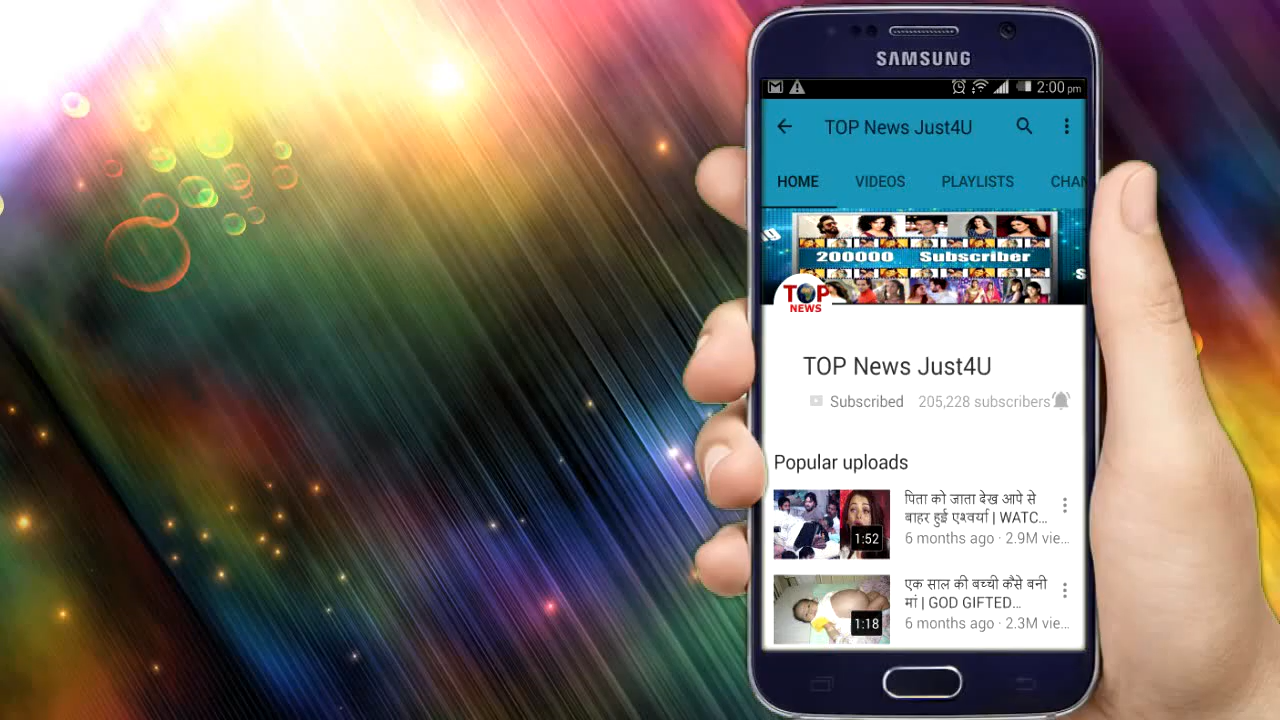 SAMSUNG
2:00 pm
TOP News Just4U
HOME VIDEOS PLAYLISTS CHAN
200000 Subscriber
TOP
NEWS
TOP News Just4U
Subscribed 205,228 subscribers
Popular uploads
पिता को जाता देख आपे से
बाहर हुई एश्वर्या | WATC...
6 months ago · 2.9M vie...
1:52
एक साल की बच्ची कैसे बनी
मां | GOD GIFTED...
6 months ago · 2.3M vie...
1:18